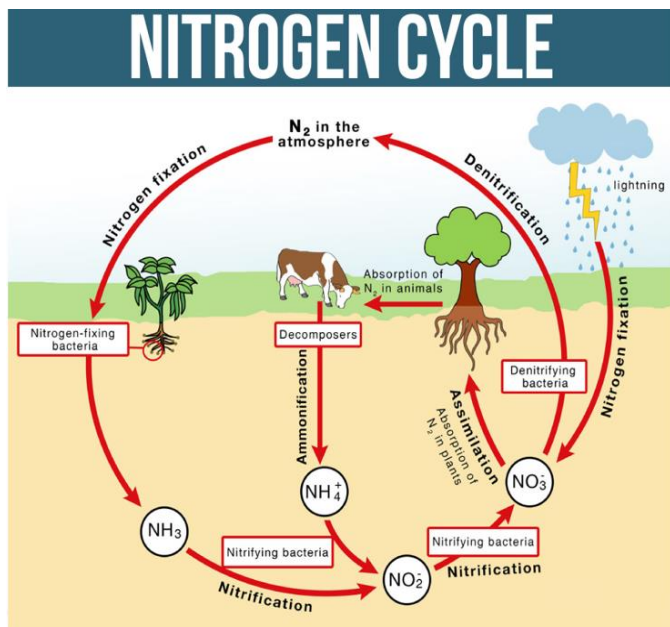 NITROGEN CYCLE
N₂ in the
atmosphere
Nitrogen fixation
Denitrification
lightning
Absorption of
N₂ in animals
Nitrogen-fixing
bacteria
Decomposers
Ammonification
Assimilation
Absorption of
N₂ in plants
Denitrifying
bacteria
Nitrogen fixation
NH₃
NH₄⁺
NO₃⁻
Nitrifying bacteria
Nitrification
NO₂⁻
Nitrifying bacteria
Nitrification